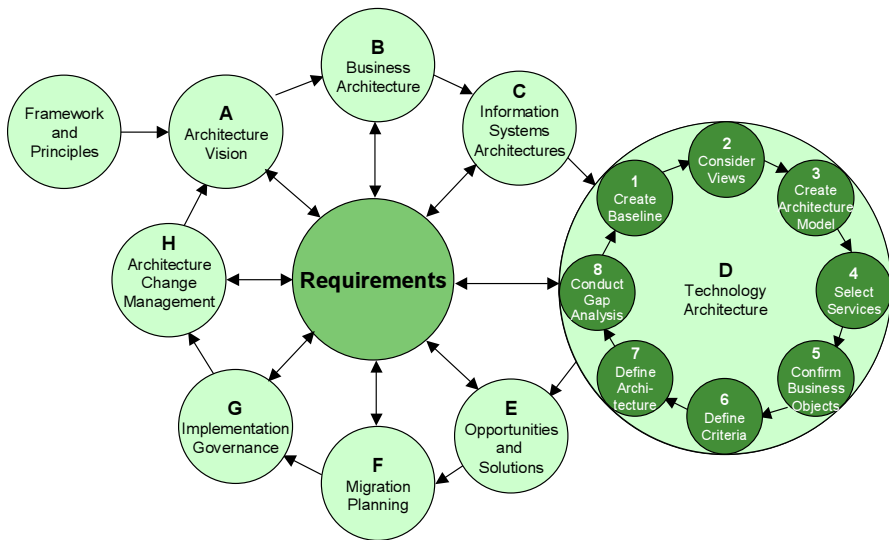 Framework
and
Principles
A
Architecture
Vision
B
Business
Architecture
C
Information
Systems
Architectures
D
Technology
Architecture
1
Create
Baseline
2
Consider
Views
3
Create
Architecture
Model
4
Select
Services
5
Confirm
Business
Objects
6
Define
Criteria
7
Define
Archi-
tecture
8
Conduct
Gap
Analysis
E
Opportunities
and
Solutions
F
Migration
Planning
G
Implementation
Governance
H
Architecture
Change
Management
Requirements